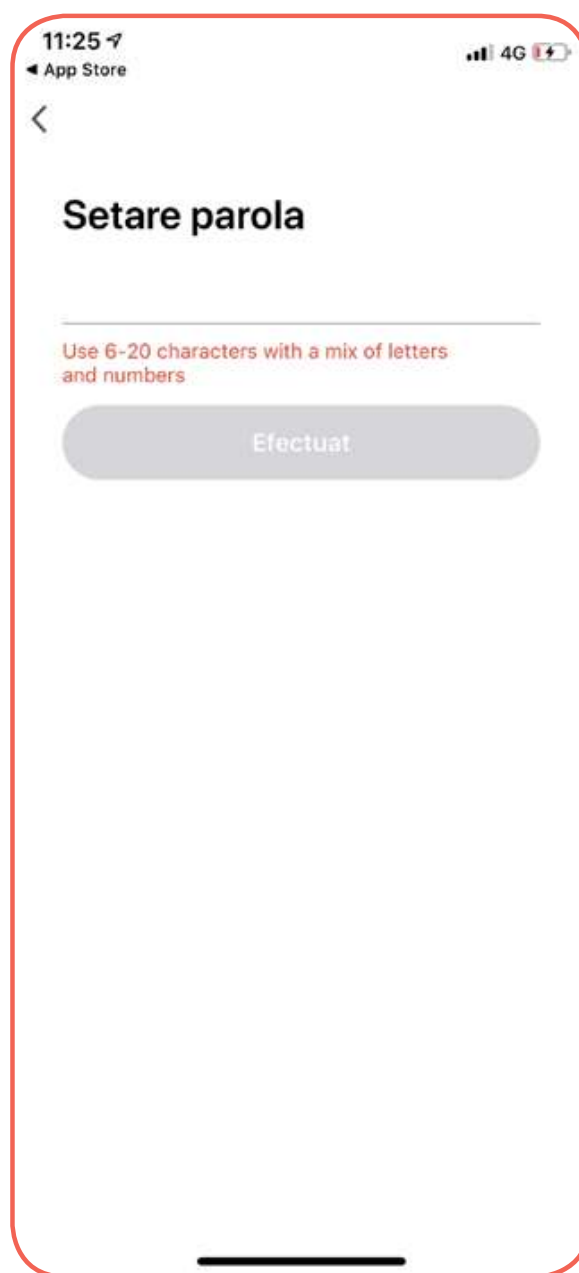 11:25
App Store
4G
Setare parola
Use 6-20 characters with a mix of letters
and numbers
Efectuat